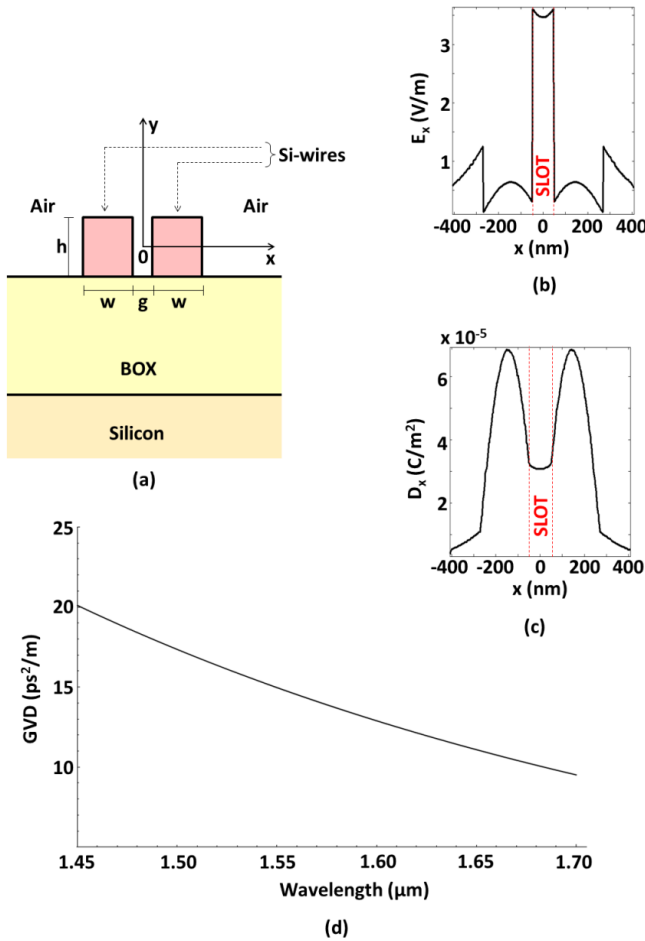 y
Si-wires
Air
Air
h
0
x
w
g
w
BOX
Silicon
(a)
3
2
1
Eₓ (V/m)
SLOT
-400
-200
0
200
400
x (nm)
(b)
x 10⁻⁵
6
4
2
Dₓ (C/m²)
SLOT
-400
-200
0
200
400
x (nm)
(c)
25
20
15
10
GVD (ps²/m)
1.45
1.50
1.55
1.60
1.65
1.70
Wavelength (μm)
(d)